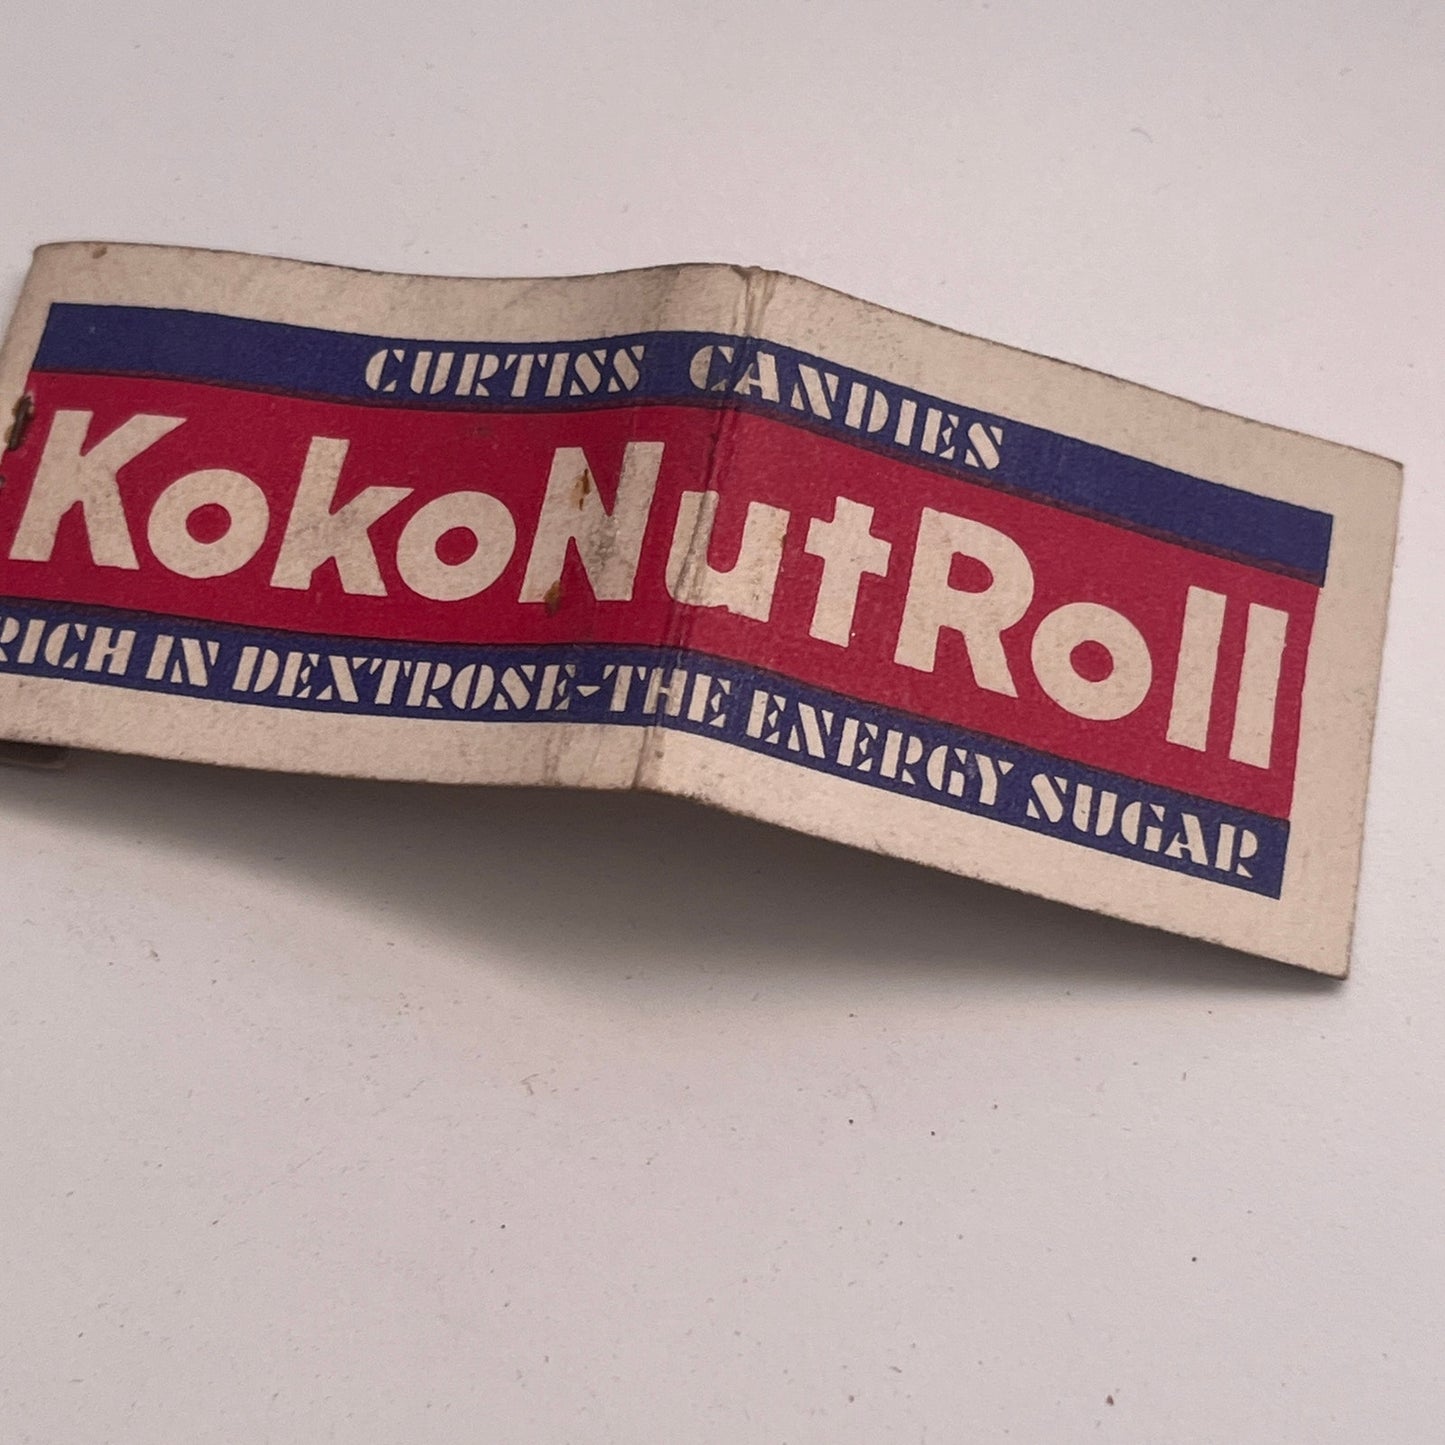 CURTISS CANDIES
KokoNutRoll
RICH IN DEXTROSE-THE ENERGY SUGAR